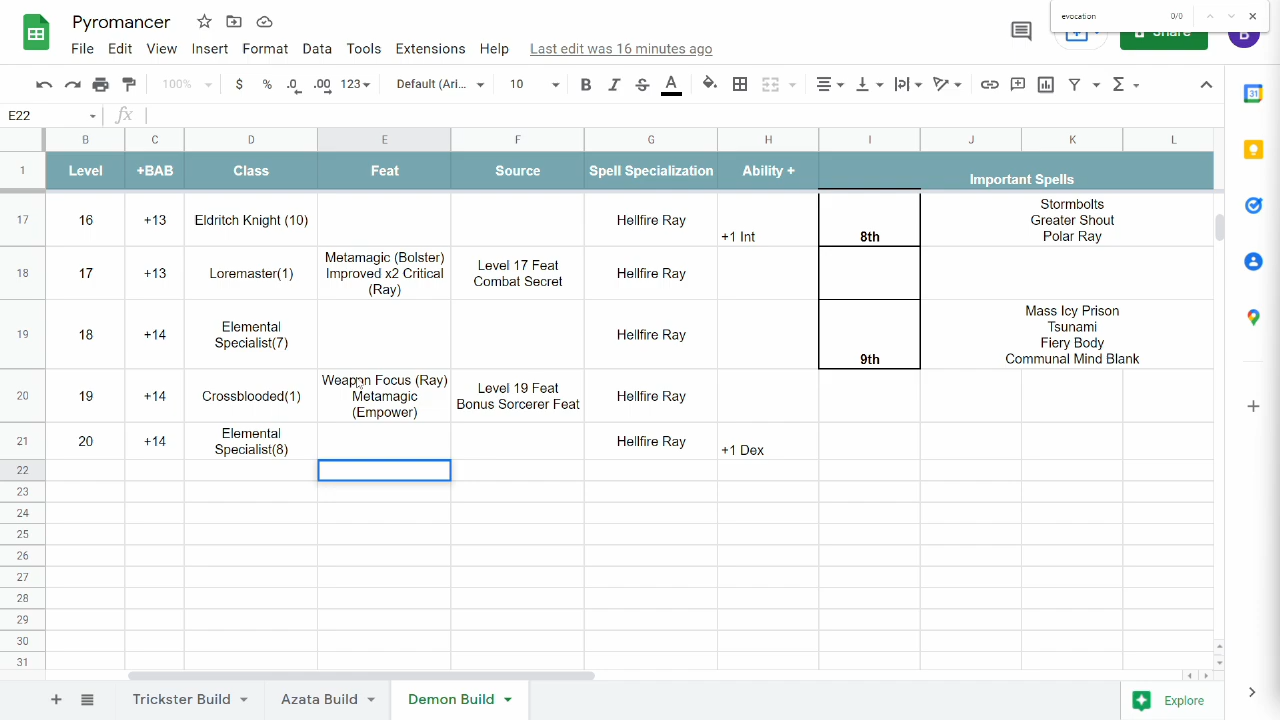 Pyromancer
evocation 0/0
File Edit View Insert Format Data Tools Extensions Help Last edit was 16 minutes ago
Share
B
100% $ % .0 .00 123 Default (Ari... 10 B I S A
E22 fx
B C D E F G H I J K L
1 Level +BAB Class Feat Source Spell Specialization Ability + Important Spells
17 16 +13 Eldritch Knight (10) Hellfire Ray +1 Int 8th
Stormbolts
Greater Shout
Polar Ray
18 17 +13 Loremaster(1)
Metamagic (Bolster)
Improved x2 Critical
(Ray)
Level 17 Feat
Combat Secret
Hellfire Ray
19 18 +14
Elemental
Specialist(7)
Hellfire Ray 9th
Mass Icy Prison
Tsunami
Fiery Body
Communal Mind Blank
20 19 +14 Crossblooded(1)
Weapon Focus (Ray)
Metamagic
(Empower)
Level 19 Feat
Bonus Sorcerer Feat
Hellfire Ray
21 20 +14
Elemental
Specialist(8)
Hellfire Ray +1 Dex
22
23
24
25
26
27
28
29
30
31
Trickster Build Azata Build Demon Build Explore
31